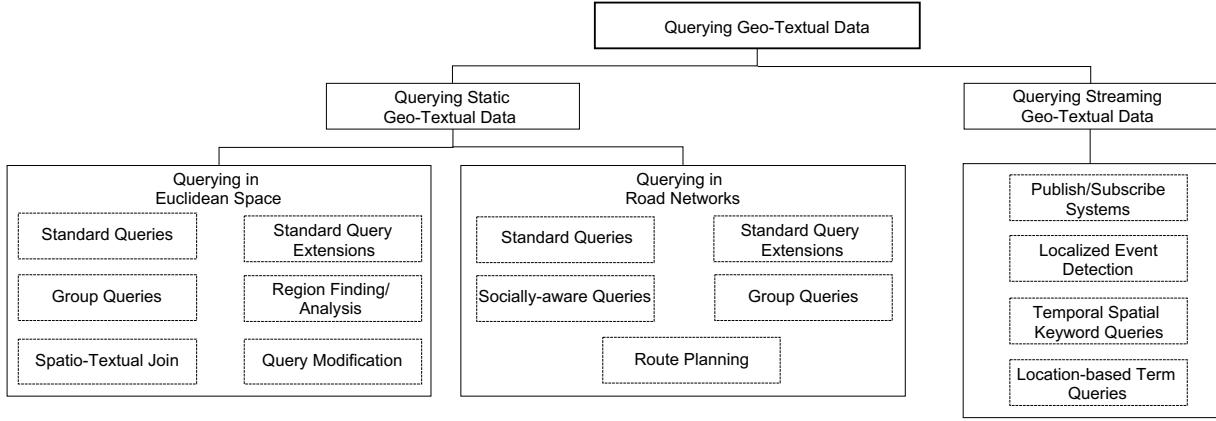 Querying Geo-Textual Data
Querying Static
Geo-Textual Data
Querying Streaming
Geo-Textual Data
Querying in
Euclidean Space
Standard Queries
Standard Query
Extensions
Group Queries
Region Finding/
Analysis
Spatio-Textual Join
Query Modification
Querying in
Road Networks
Standard Queries
Standard Query
Extensions
Socially-aware Queries
Group Queries
Route Planning
Publish/Subscribe
Systems
Localized Event
Detection
Temporal Spatial
Keyword Queries
Location-based Term
Queries